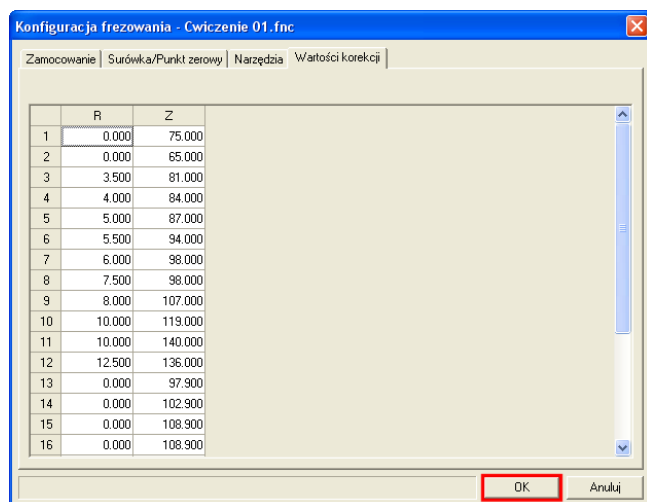 Konfiguracja frezowania - Cwiczenie 01.fnc
Zamocowanie Surówka/Punkt zerowy Narzędzia Wartości korekcji
R Z
1 0.000 75.000
2 0.000 65.000
3 3.500 81.000
4 4.000 84.000
5 5.000 87.000
6 5.500 94.000
7 6.000 98.000
8 7.500 98.000
9 8.000 107.000
10 10.000 119.000
11 10.000 140.000
12 12.500 136.000
13 0.000 97.900
14 0.000 102.900
15 0.000 108.900
16 0.000 108.900
OK Anuluj